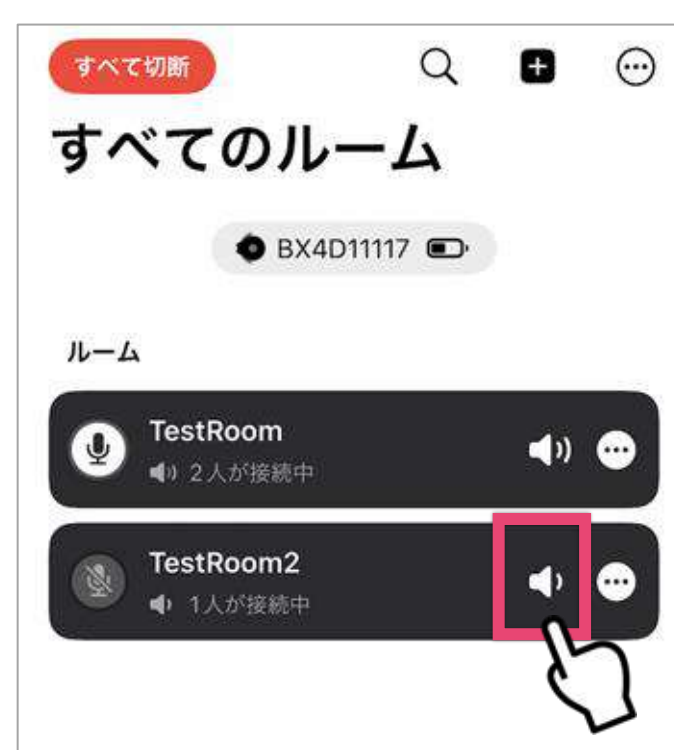 すべて切断
すべてのルーム
BX4D11117
ルーム
TestRoom
2人が接続中
TestRoom2
1人が接続中